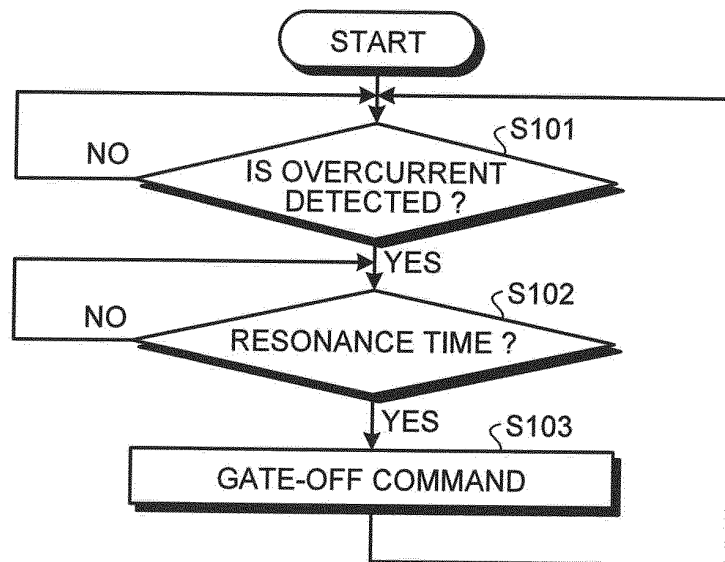 START
S101
NO
IS OVERCURRENT
DETECTED ?
YES
S102
NO
RESONANCE TIME ?
YES
S103
GATE-OFF COMMAND